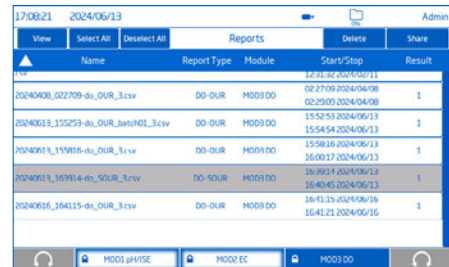 17:08:21 2024/06/13 0% Admin
View Select All Deselect All Reports Delete Share
Name Report Type Module Start/Stop Result
.csv 12:31:32 2024/02/11
20240408_022709-do_OUR_3.csv DO-OUR MOD3 DO 02:27:09 2024/04/08 1
02:29:09 2024/04/08
20240613_155253-do_OUR_batch01_3.csv DO-OUR MOD3 DO 15:52:53 2024/06/13 1
15:54:54 2024/06/13
20240613_155816-do_OUR_3.csv DO-OUR MOD3 DO 15:58:16 2024/06/13 1
16:00:17 2024/06/13
20240613_163914-do_SOUR_3.csv DO-SOUR MOD3 DO 16:39:14 2024/06/13 1
16:40:45 2024/06/13
20240616_164115-do_OUR_3.csv DO-OUR MOD3 DO 16:41:15 2024/06/16 1
16:41:21 2024/06/16
MOD1 pH/ISE MOD2 EC MOD3 DO